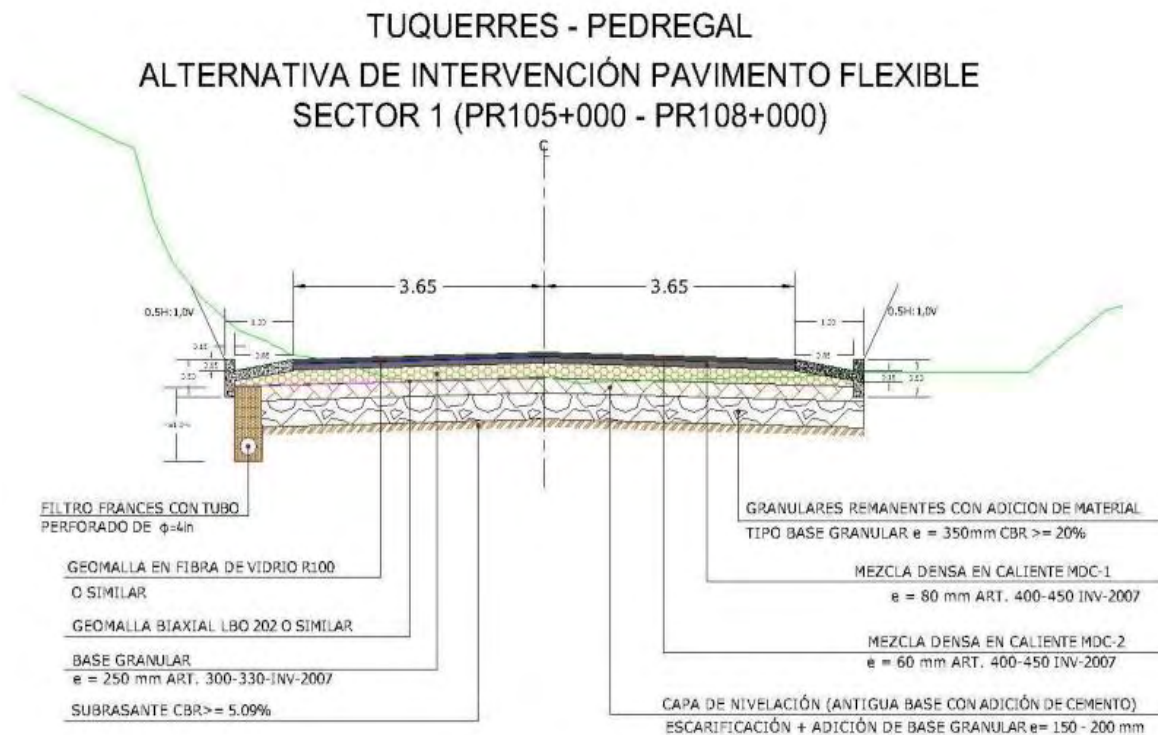 TUQUERRES - PEDREGAL
ALTERNATIVA DE INTERVENCIÓN PAVIMENTO FLEXIBLE
SECTOR 1 (PR105+000 - PR108+000)
3.65
3.65
0.5H:1,0V
0.5H:1,0V
FILTRO FRANCES CON TUBO
PERFORADO DE φ=4in
GEOMALLA EN FIBRA DE VIDRIO R100
O SIMILAR
GEOMALLA BIAXIAL LBO 202 O SIMILAR
BASE GRANULAR
e = 250 mm ART. 300-330-INV-2007
SUBRASANTE CBR>= 5.09%
GRANULARES REMANENTES CON ADICION DE MATERIAL
TIPO BASE GRANULAR e = 350mm CBR >= 20%
MEZCLA DENSA EN CALIENTE MDC-1
e = 80 mm ART. 400-450 INV-2007
MEZCLA DENSA EN CALIENTE MDC-2
e = 60 mm ART. 400-450 INV-2007
CAPA DE NIVELACIÓN (ANTIGUA BASE CON ADICIÓN DE CEMENTO)
ESCARIFICACIÓN + ADICIÓN DE BASE GRANULAR e= 150 - 200 mm